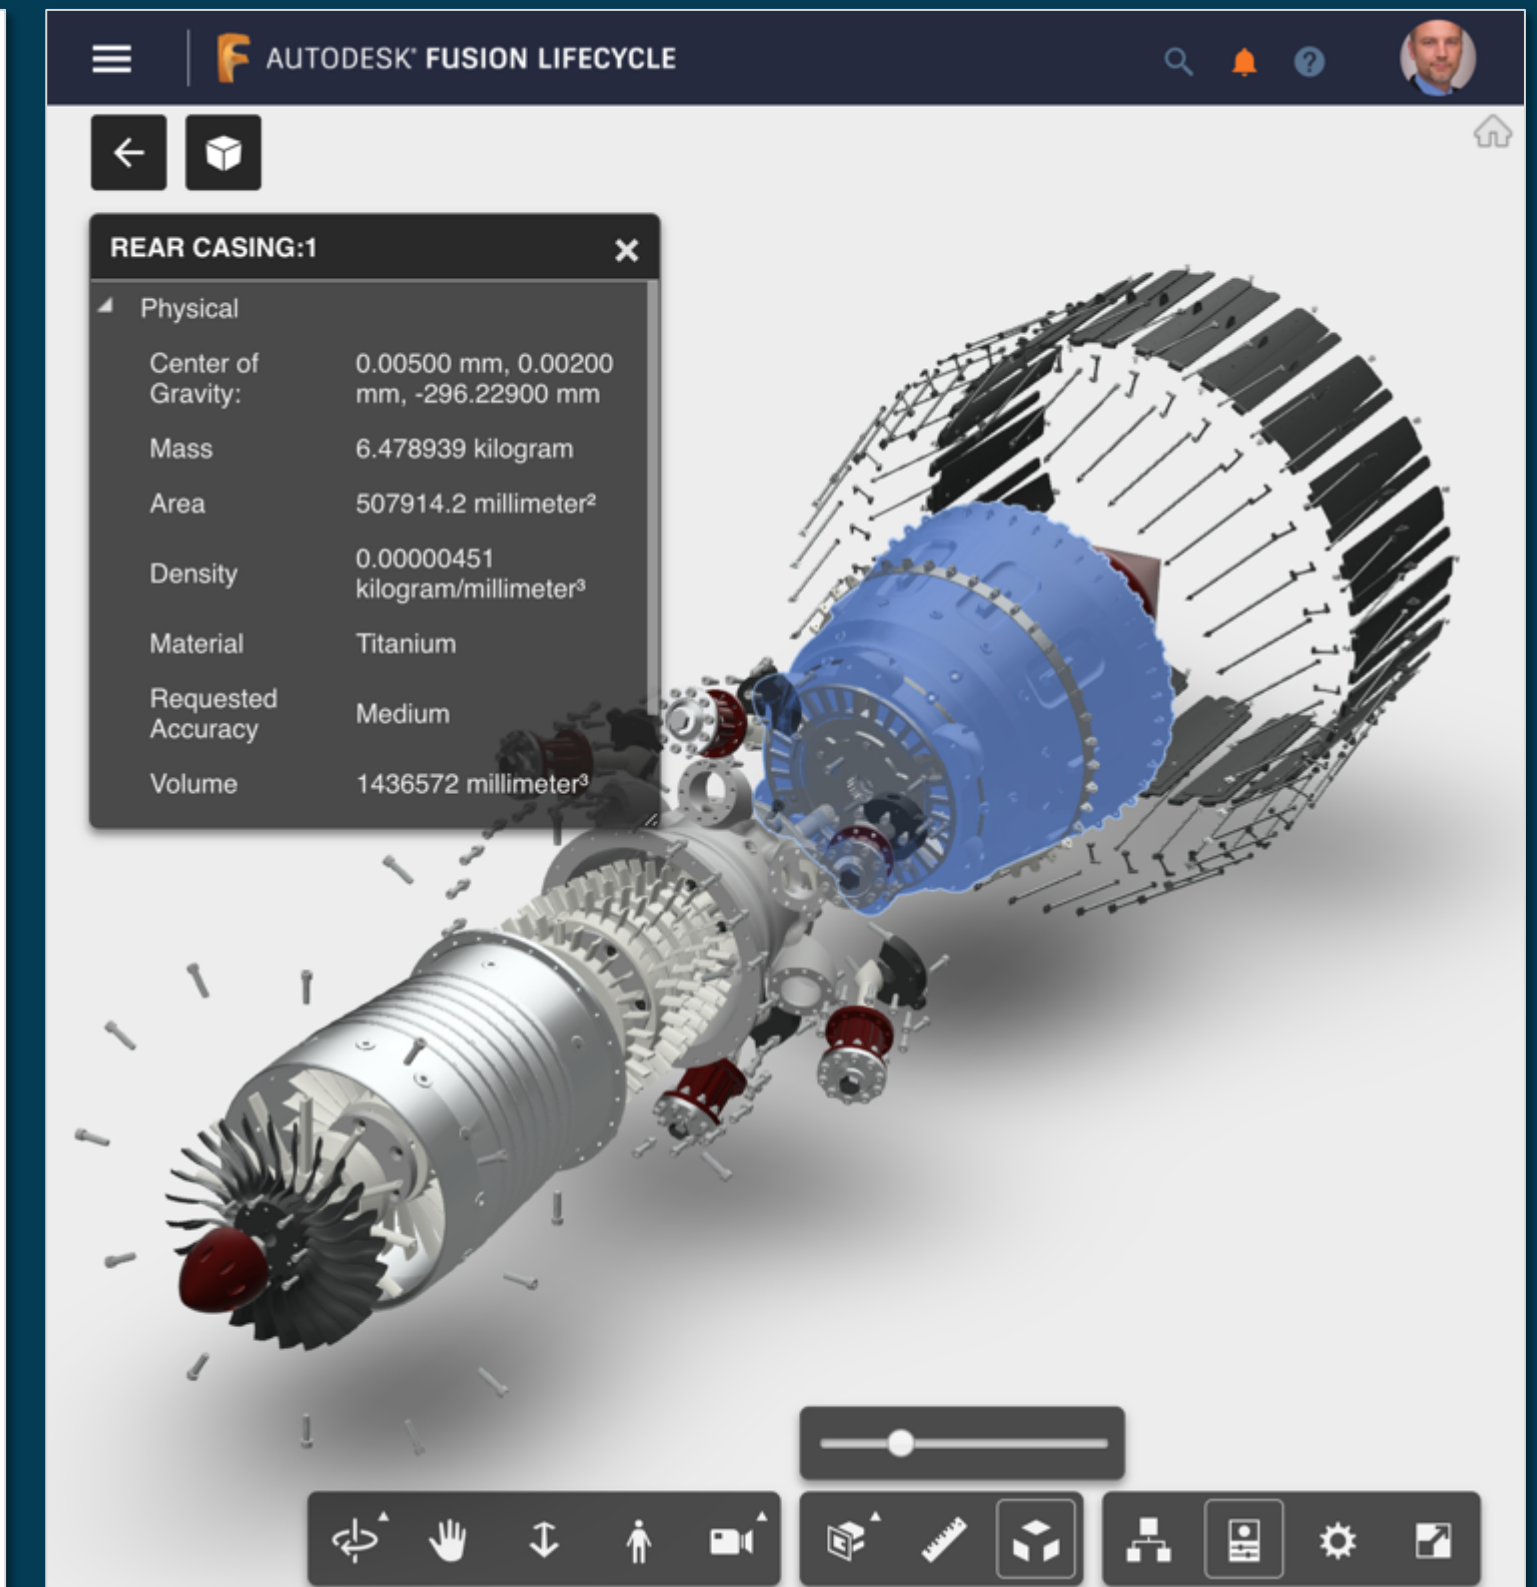 AUTODESK® FUSION LIFECYCLE
REAR CASING:1
Physical
Center of Gravity: 0.00500 mm, 0.00200 mm, -296.22900 mm
Mass 6.478939 kilogram
Area 507914.2 millimeter²
Density 0.00000451 kilogram/millimeter³
Material Titanium
Requested Accuracy Medium
Volume 1436572 millimeter³